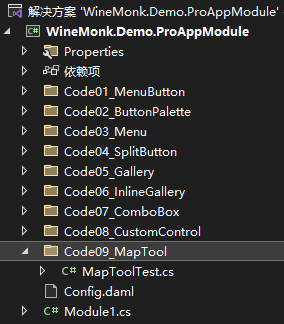 解决方案 'WineMonk.Demo.ProAppModule'
C# WineMonk.Demo.ProAppModule
Properties
依赖项
Code01_MenuButton
Code02_ButtonPalette
Code03_Menu
Code04_SplitButton
Code05_Gallery
Code06_InlineGallery
Code07_ComboBox
Code08_CustomControl
Code09_MapTool
C# MapToolTest.cs
Config.daml
C# Module1.cs